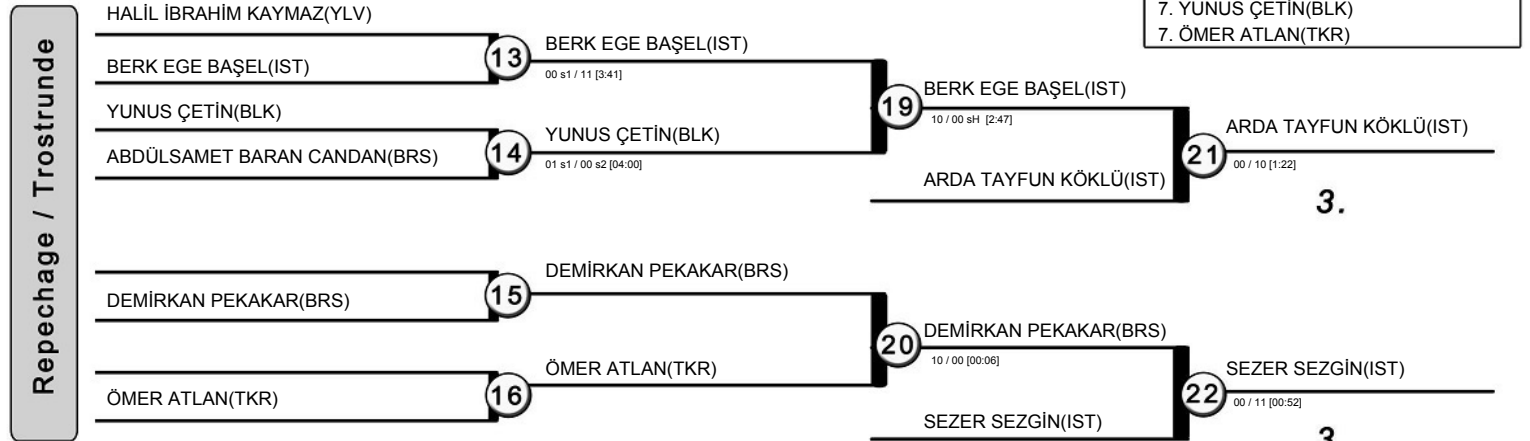 Repechage / Trostrunde
7. YUNUS ÇETİN(BLK)
7. ÖMER ATLAN(TKR)
HALİL İBRAHİM KAYMAZ(YLV)
BERK EGE BAŞEL(IST)
13
BERK EGE BAŞEL(IST)
00 s1 / 11 [3:41]
YUNUS ÇETİN(BLK)
ABDÜLSAMET BARAN CANDAN(BRS)
14
YUNUS ÇETİN(BLK)
01 s1 / 00 s2 [04:00]
19
BERK EGE BAŞEL(IST)
10 / 00 sH [2:47]
ARDA TAYFUN KÖKLÜ(IST)
21
ARDA TAYFUN KÖKLÜ(IST)
00 / 10 [1:22]
3.
DEMİRKAN PEKAKAR(BRS)
15
DEMİRKAN PEKAKAR(BRS)
ÖMER ATLAN(TKR)
16
ÖMER ATLAN(TKR)
20
DEMİRKAN PEKAKAR(BRS)
10 / 00 [00:06]
SEZER SEZGİN(IST)
22
SEZER SEZGİN(IST)
00 / 11 [00:52]
3